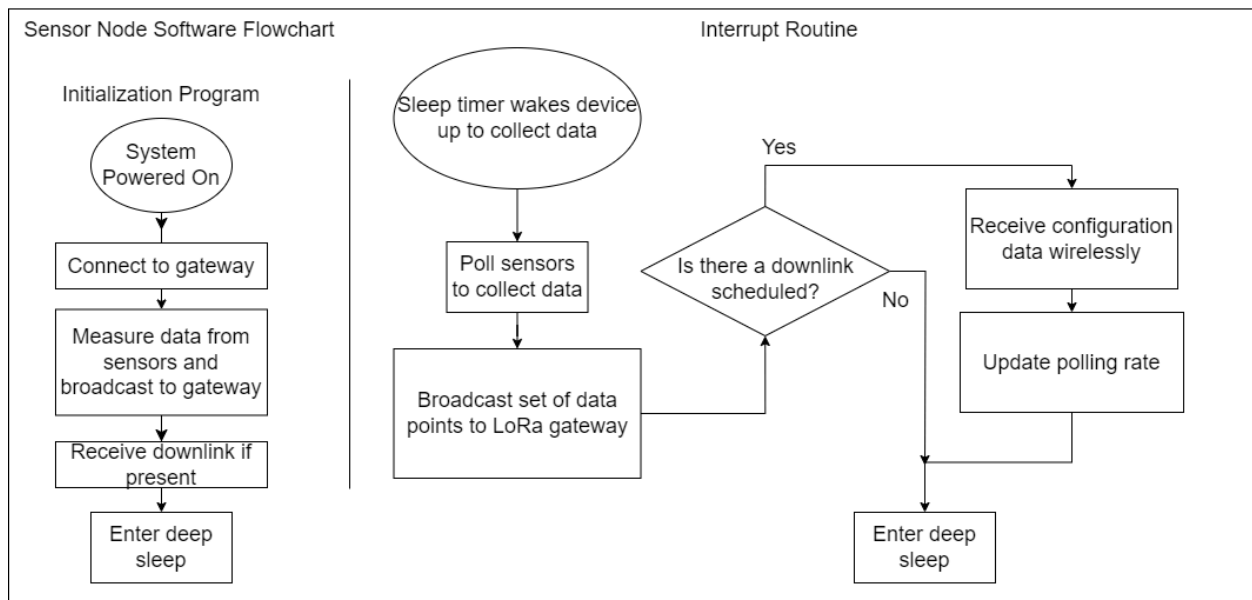 Sensor Node Software Flowchart
Initialization Program
System
Powered On
Connect to gateway
Measure data from
sensors and
broadcast to gateway
Receive downlink if
present
Enter deep
sleep
Interrupt Routine
Sleep timer wakes device
up to collect data
Poll sensors
to collect data
Broadcast set of data
points to LoRa gateway
Is there a downlink
scheduled?
Yes
No
Receive configuration
data wirelessly
Update polling rate
Enter deep
sleep